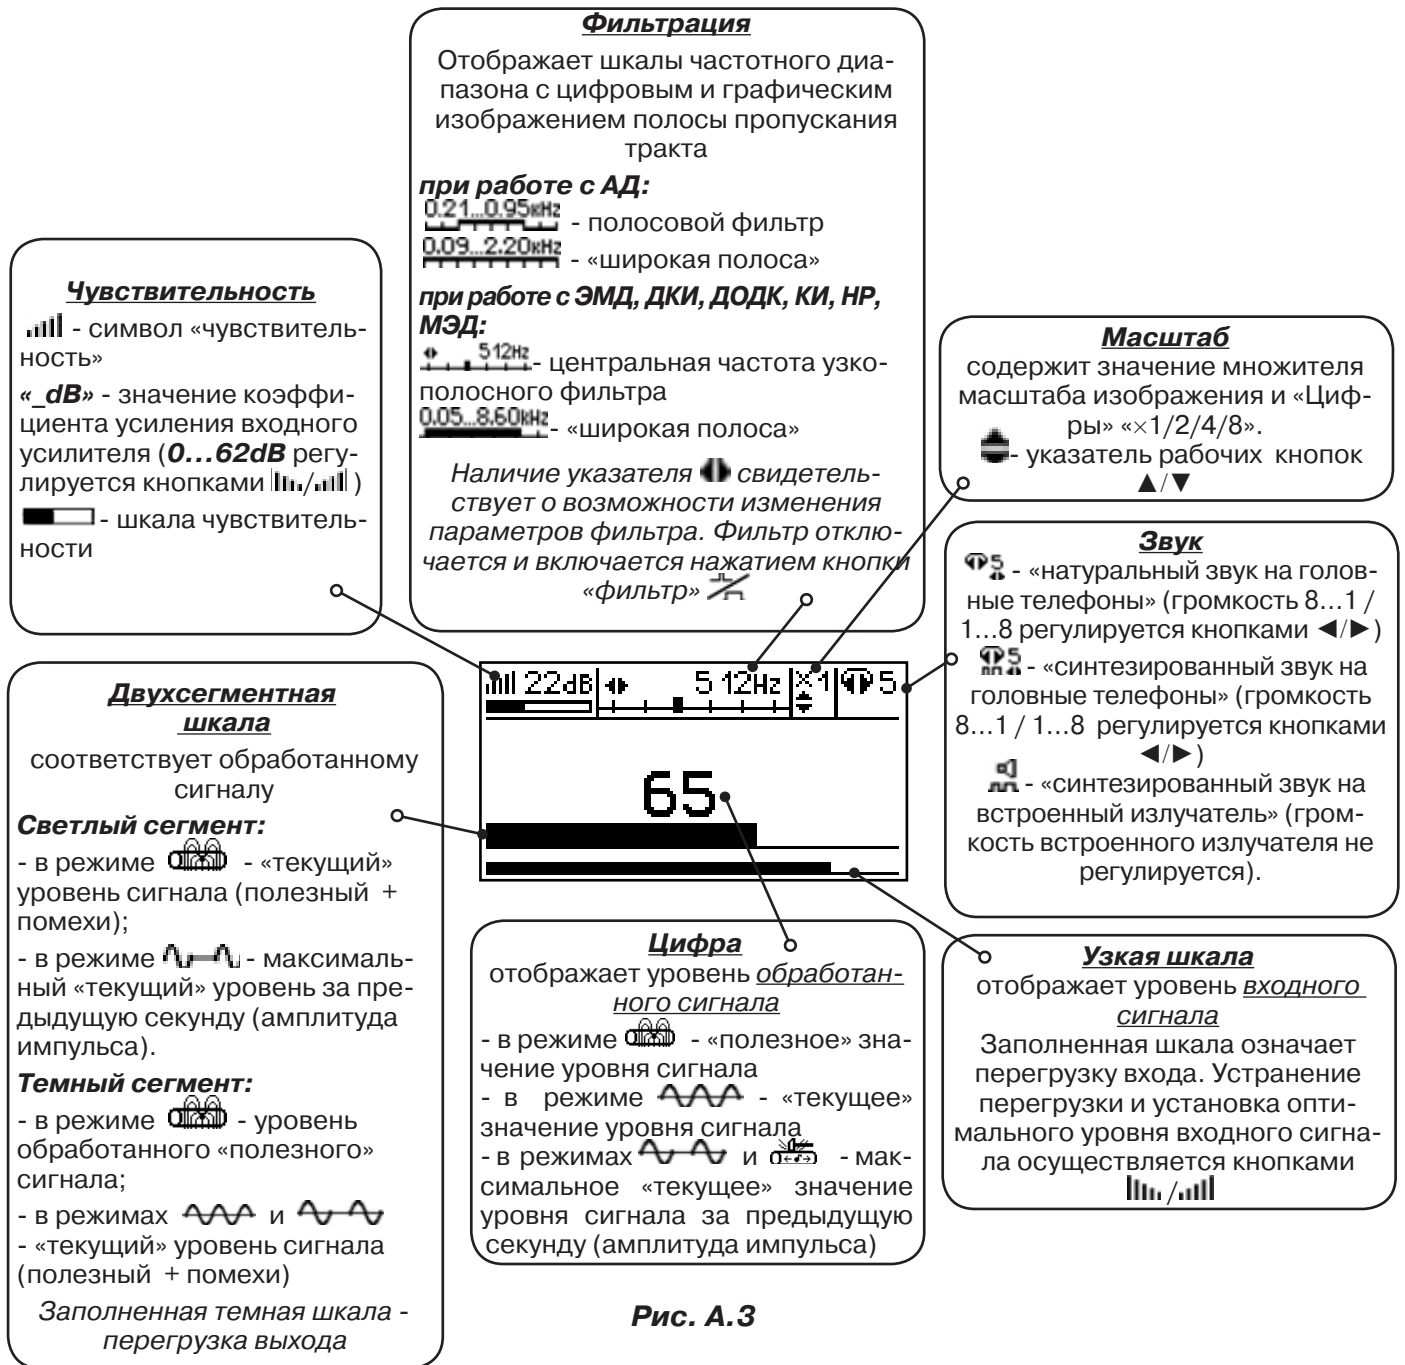 Фильтрация
Отображает шкалы частотного диа-
пазона с цифровым и графическим
изображением полосы пропускания
тракта
при работе с АД:
0.21...0.95кHz - полосовой фильтр
0.09...2.20кHz - «широкая полоса»
при работе с ЭМД, ДКИ, ДОДК, КИ, НР,
МЭД:
512Hz - центральная частота узко-
полосного фильтра
0.05...8.60кHz - «широкая полоса»
Наличие указателя свидетель-
ствует о возможности изменения
параметров фильтра. Фильтр отклю-
чается и включается нажатием кнопки
«фильтр»
Чувствительность
- символ «чувствитель-
ность»
«_dB» - значение коэффи-
циента усиления входного
усилителя (0...62dB регу-
лируется кнопками / )
- шкала чувствитель-
ности
Масштаб
содержит значение множителя
масштаба изображения и «Циф-
ры» «×1/2/4/8».
- указатель рабочих кнопок
▲/▼
Звук
5 - «натуральный звук на голов-
ные телефоны» (громкость 8...1 /
1...8 регулируется кнопками ◄/►)
5 - «синтезированный звук на
головные телефоны» (громкость
8...1 / 1...8 регулируется кнопками
◄/►)
- «синтезированный звук на
встроенный излучатель» (гром-
кость встроенного излучателя не
регулируется).
22dB 512Hz ×1 5
65
Двухсегментная
шкала
соответствует обработанному
сигналу
Светлый сегмент:
- в режиме - «текущий»
уровень сигнала (полезный +
помехи);
- в режиме - максималь-
ный «текущий» уровень за пре-
дыдущую секунду (амплитуда
импульса).
Темный сегмент:
- в режиме - уровень
обработанного «полезного»
сигнала;
- в режимах и
- «текущий» уровень сигнала
(полезный + помехи)
Заполненная темная шкала -
перегрузка выхода
Цифра
отображает уровень обработан-
ного сигнала
- в режиме - «полезное» зна-
чение уровня сигнала
- в режиме - «текущее»
значение уровня сигнала
- в режимах и - мак-
симальное «текущее» значение
уровня сигнала за предыдущую
секунду (амплитуда импульса)
Узкая шкала
отображает уровень входного
сигнала
Заполненная шкала означает
перегрузку входа. Устранение
перегрузки и установка опти-
мального уровня входного сигна-
ла осуществляется кнопками
/
Рис. А.3